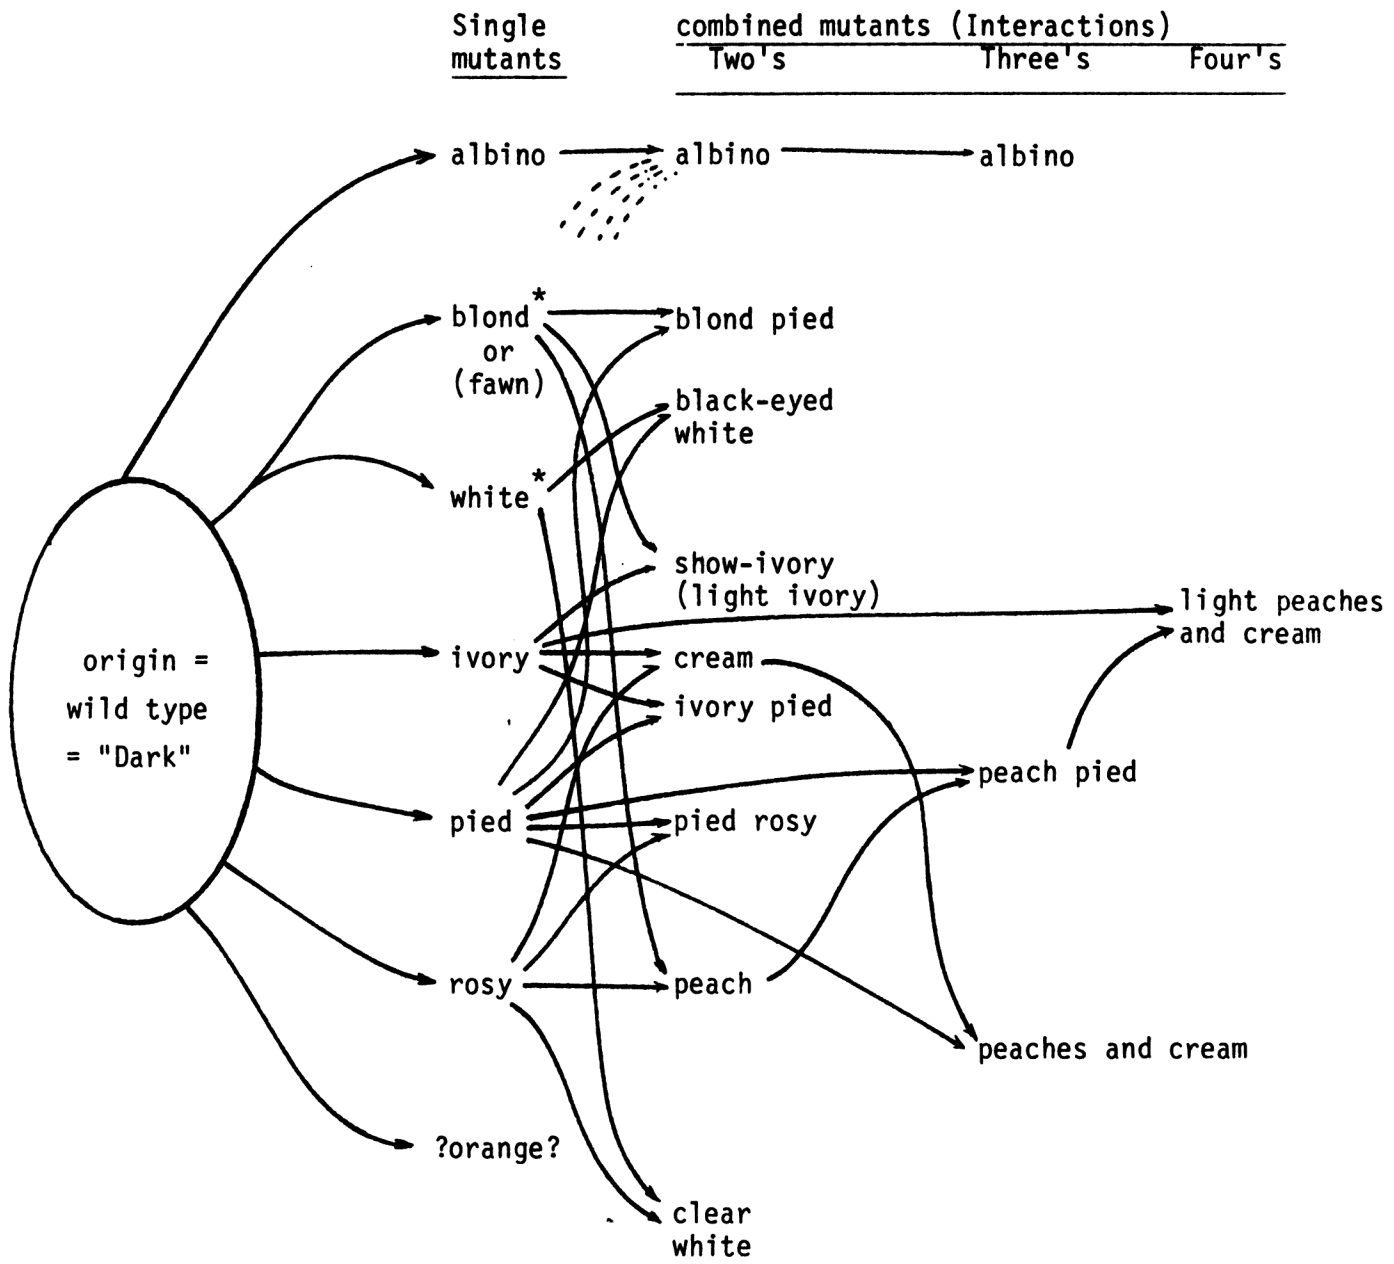 Single
mutants
combined mutants (Interactions)
Two's Three's Four's
albino albino albino
blond*
or
(fawn)
blond pied
black-eyed
white
white*
show-ivory
(light ivory)
light peaches
and cream
ivory
cream
ivory pied
origin =
wild type
= "Dark"
peach pied
pied
pied rosy
rosy
peach
peaches and cream
?orange?
clear
white